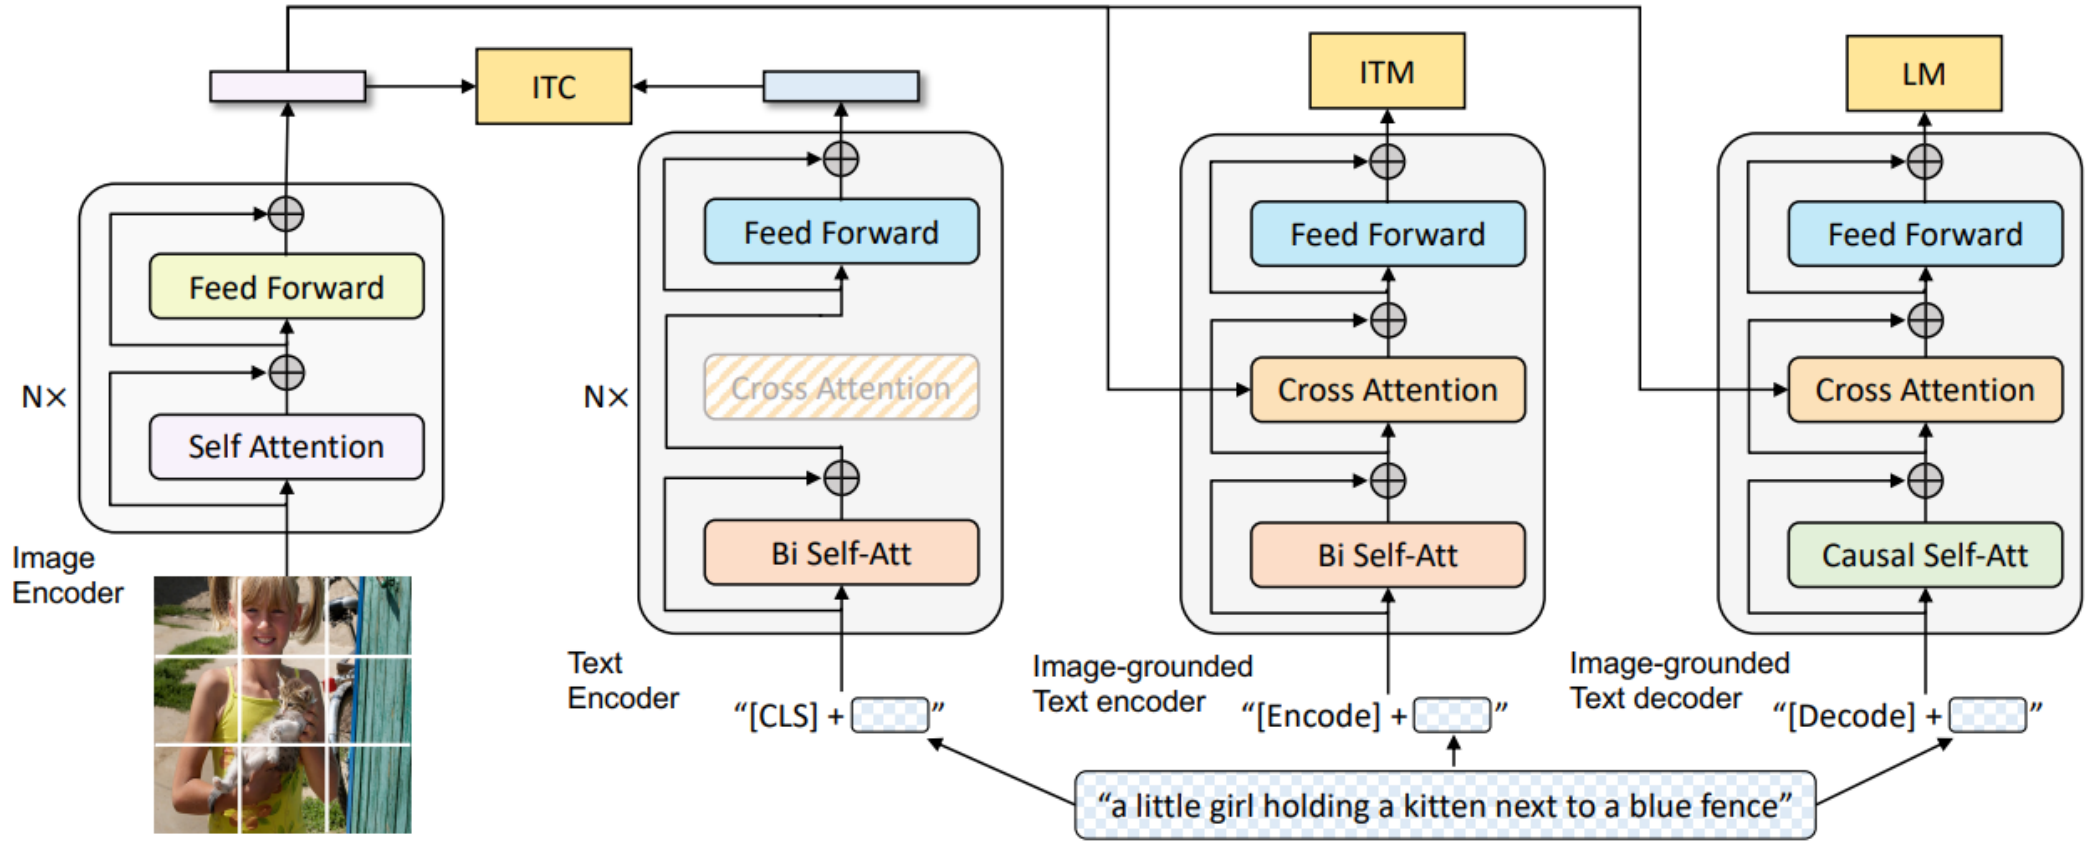 ITC
ITM
LM
Feed Forward
Self Attention
N×
Image
Encoder
Feed Forward
Cross Attention
Bi Self-Att
N×
Text
Encoder
“[CLS] + ”
Feed Forward
Cross Attention
Bi Self-Att
Image-grounded
Text encoder
“[Encode] + ”
Feed Forward
Cross Attention
Causal Self-Att
Image-grounded
Text decoder
“[Decode] + ”
“a little girl holding a kitten next to a blue fence”